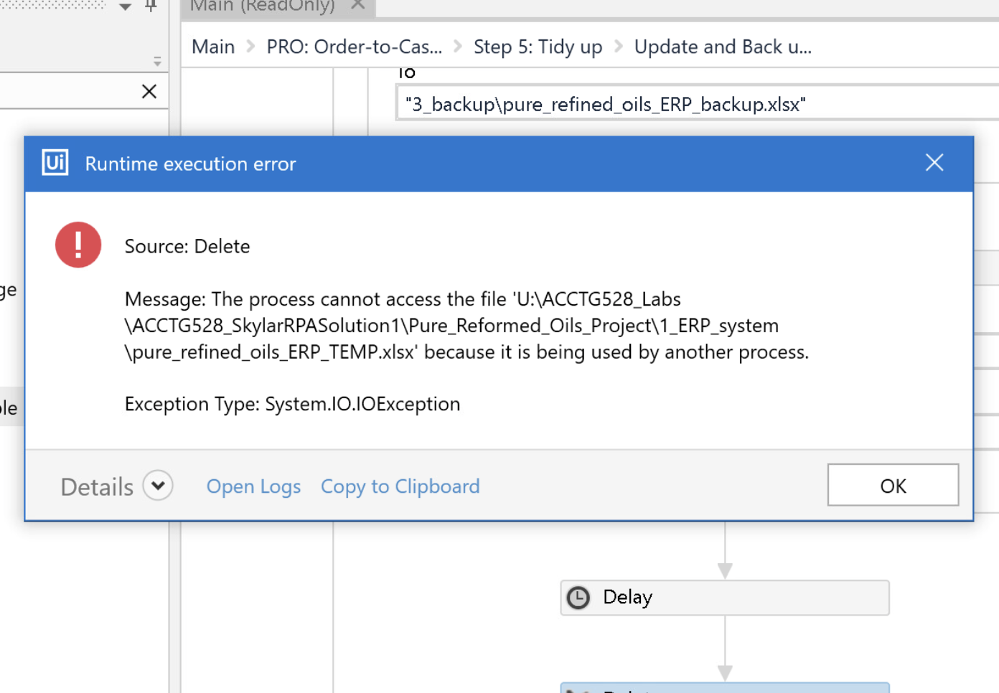 Main (ReadOnly)
Main PRO: Order-to-Cas... Step 5: Tidy up Update and Back u...
To
"3_backup\pure_refined_oils_ERP_backup.xlsx"
Ui Runtime execution error
Source: Delete
Message: The process cannot access the file 'U:\ACCTG528_Labs
\ACCTG528_SkylarRPASolution1\Pure_Reformed_Oils_Project\1_ERP_system
\pure_refined_oils_ERP_TEMP.xlsx' because it is being used by another process.
Exception Type: System.IO.IOException
Details Open Logs Copy to Clipboard OK
Delay